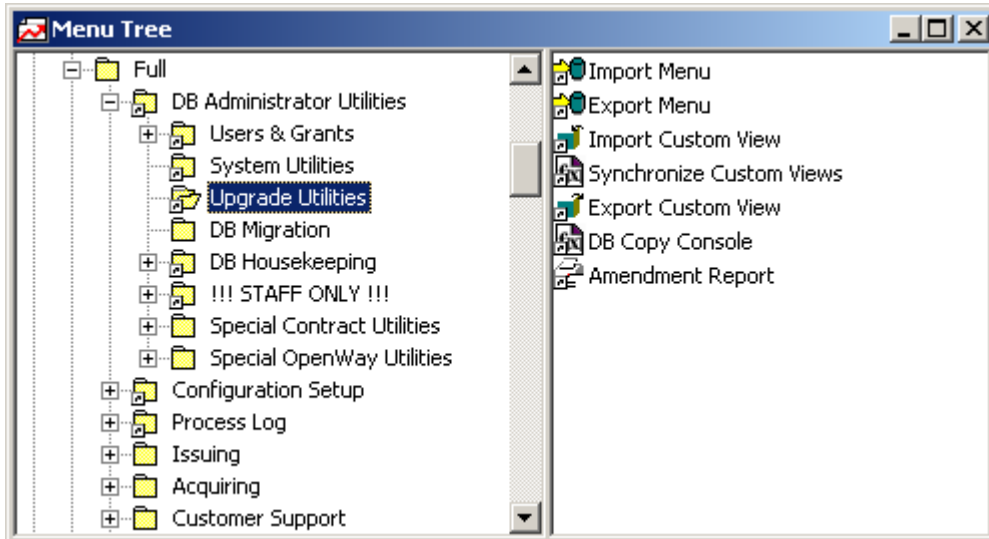 Menu Tree
Full
DB Administrator Utilities
Users & Grants
System Utilities
Upgrade Utilities
DB Migration
DB Housekeeping
!!! STAFF ONLY !!!
Special Contract Utilities
Special OpenWay Utilities
Configuration Setup
Process Log
Issuing
Acquiring
Customer Support
Import Menu
Export Menu
Import Custom View
Synchronize Custom Views
Export Custom View
DB Copy Console
Amendment Report